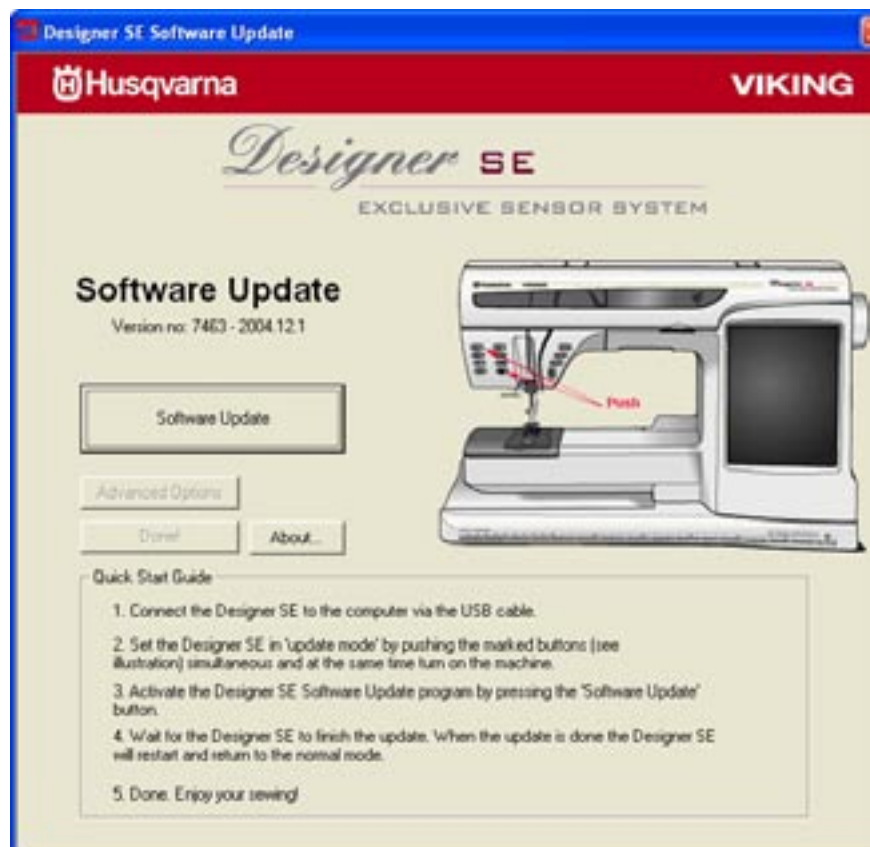 Designer SE Software Update
Husqvarna VIKING
Designer SE
EXCLUSIVE SENSOR SYSTEM
Software Update
Version no: 7463 - 2004.12.1
Push
Software Update
Advanced Options
Done!
About...
Quick Start Guide
1. Connect the Designer SE to the computer via the USB cable.
2. Set the Designer SE in 'update mode' by pushing the marked buttons (see
illustration) simultaneous and at the same time turn on the machine.
3. Activate the Designer SE Software Update program by pressing the 'Software Update'
button.
4. Wait for the Designer SE to finish the update. When the update is done the Designer SE
will restart and return to the normal mode.
5. Done. Enjoy your sewing!